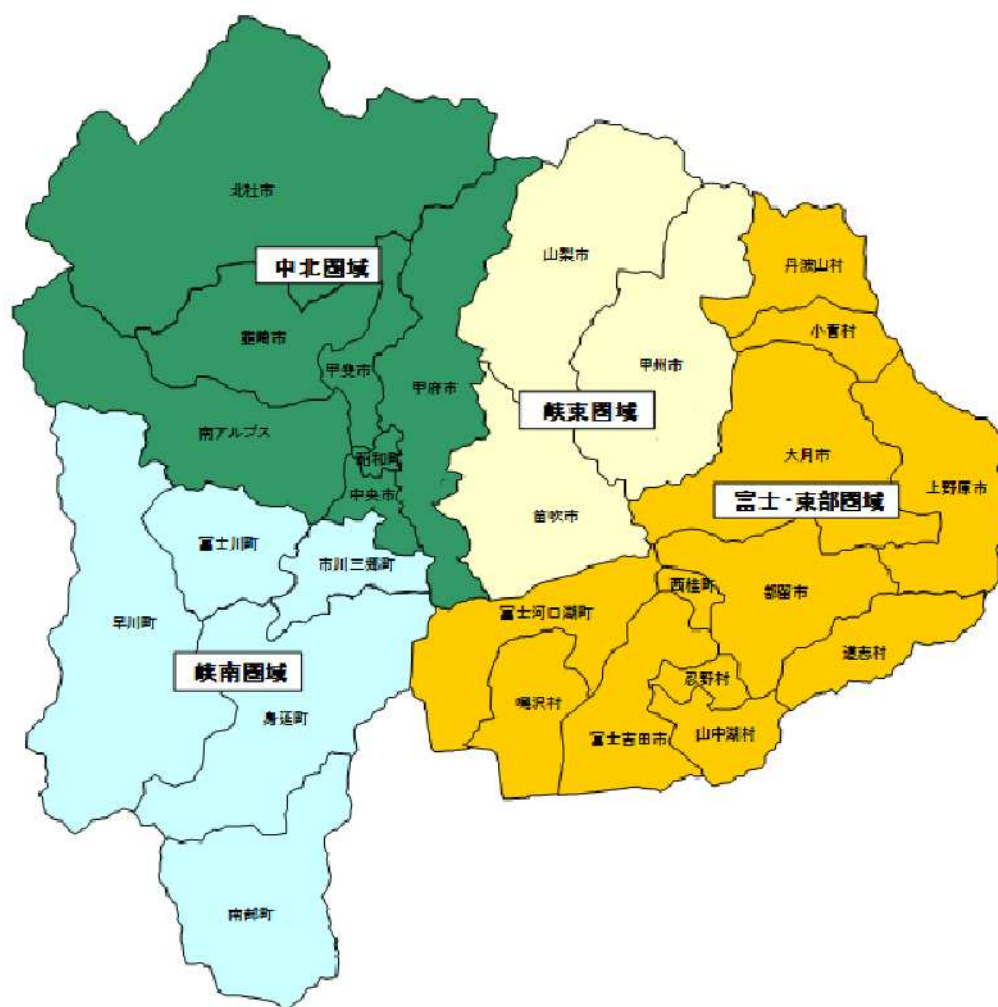 北杜市
山梨市
丹波山村
中北圏域
小菅村
韮崎市
甲斐市
甲府市
甲州市
峡東圏域
南アルプス
昭和町
大月市
中央市
上野原市
富士・東部圏域
笛吹市
富士川町
市川三郷町
西桂町
都留市
富士河口湖町
早川町
道志村
峡南圏域
忍野村
鳴沢村
身延町
富士吉田市
山中湖村
南部町